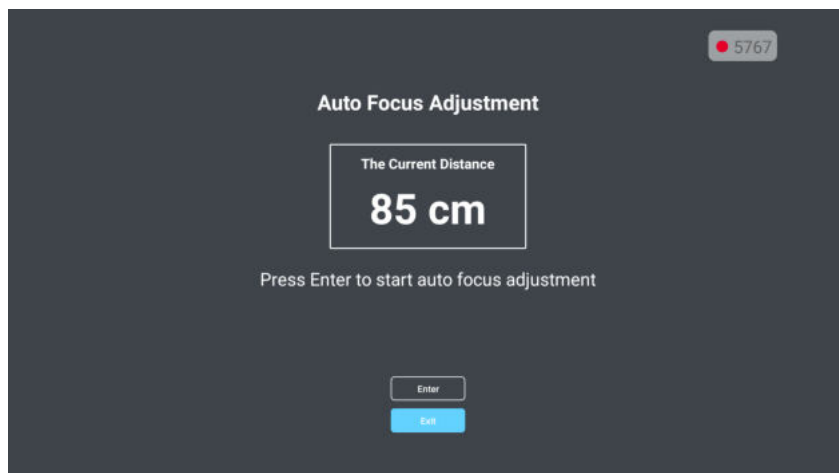 5767
Auto Focus Adjustment
The Current Distance
85 cm
Press Enter to start auto focus adjustment
Enter
Exit